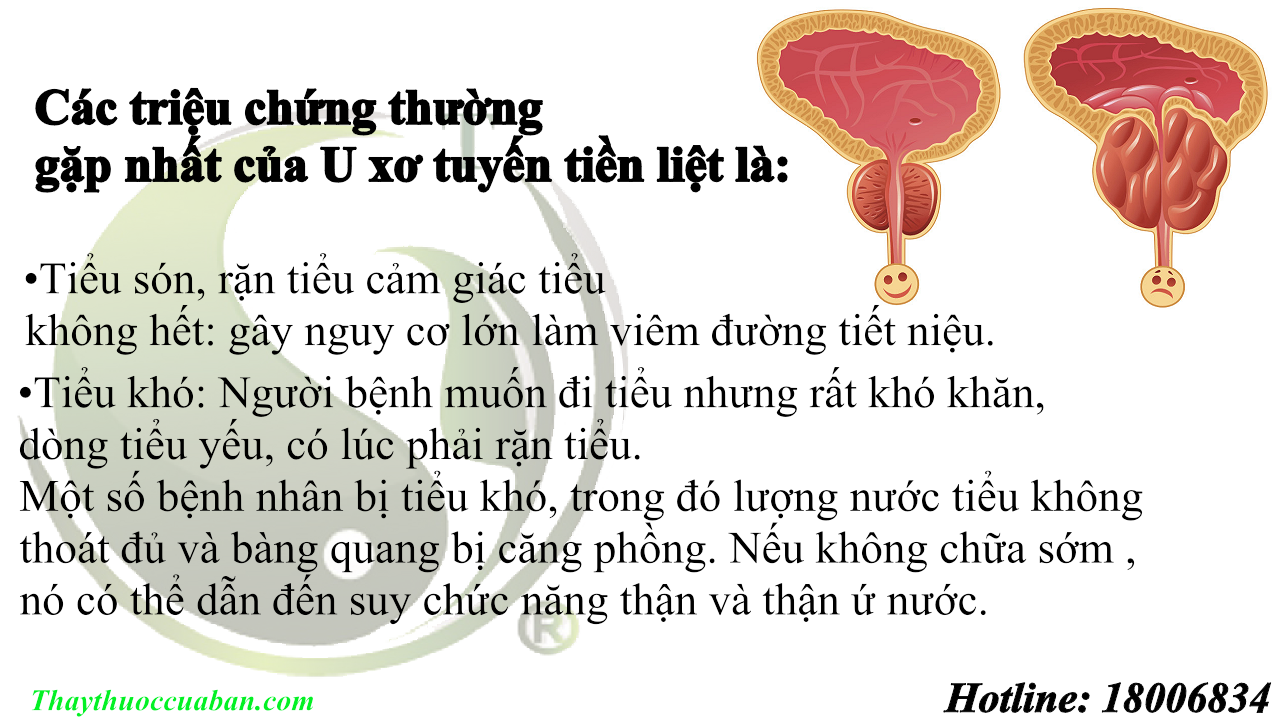 Các triệu chứng thường
gặp nhất của U xơ tuyến tiền liệt là:
•Tiểu són, rặn tiểu cảm giác tiểu
không hết: gây nguy cơ lớn làm viêm đường tiết niệu.
•Tiểu khó: Người bệnh muốn đi tiểu nhưng rất khó khăn,
dòng tiểu yếu, có lúc phải rặn tiểu.
Một số bệnh nhân bị tiểu khó, trong đó lượng nước tiểu không
thoát đủ và bàng quang bị căng phồng. Nếu không chữa sớm ,
nó có thể dẫn đến suy chức năng thận và thận ứ nước.
®
Thaythuoccuaban.com
Hotline: 18006834